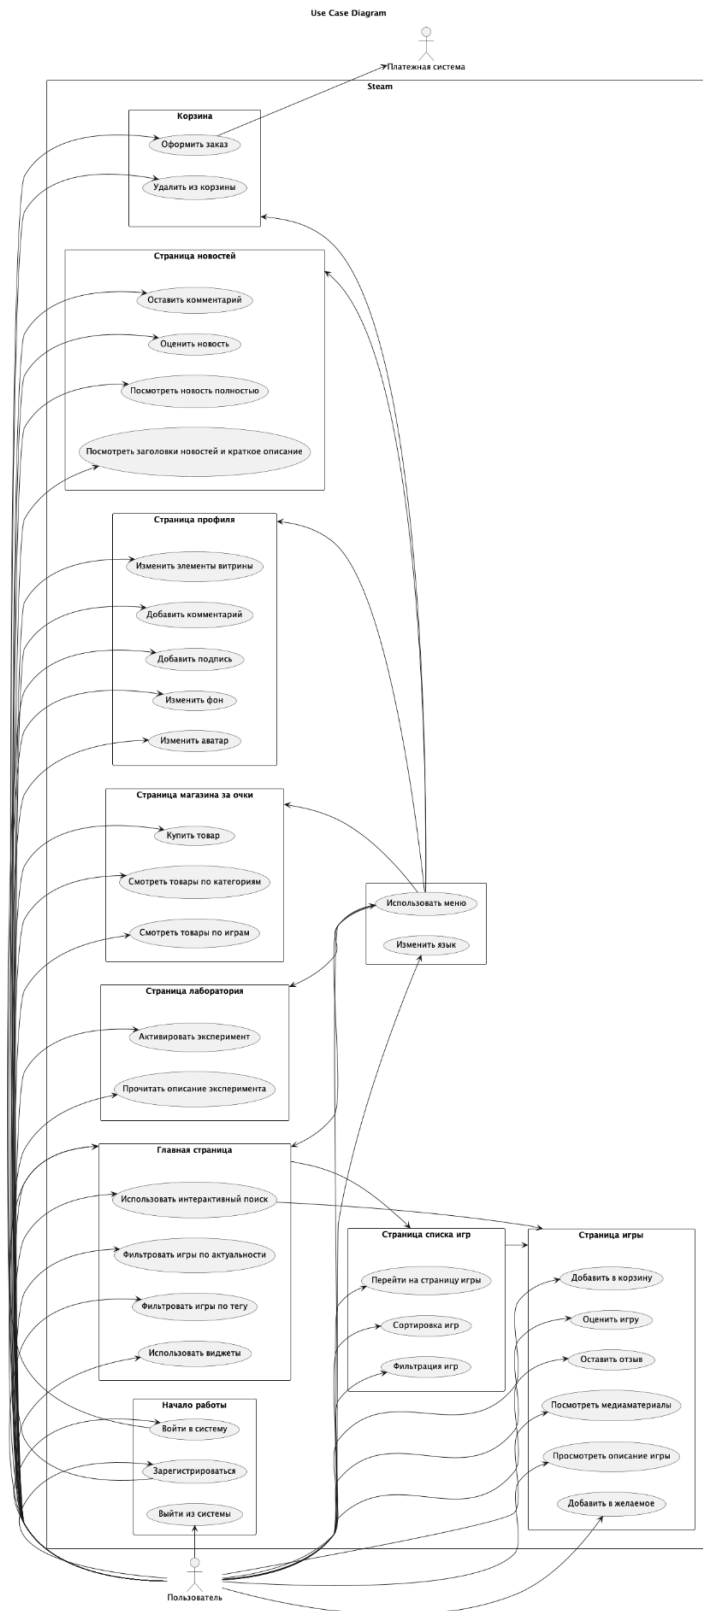 Use Case Diagram
Платежная система
Steam
Корзина
Оформить заказ
Удалить из корзины
Страница новостей
Оставить комментарий
Оценить новость
Посмотреть новость полностью
Посмотреть заголовки новостей и краткое описание
Страница профиля
Изменить элементы витрины
Добавить комментарий
Добавить подпись
Изменить фон
Изменить аватар
Страница магазина за очки
Купить товар
Смотреть товары по категориям
Смотреть товары по играм
Использовать меню
Изменить язык
Страница лаборатория
Активировать эксперимент
Прочитать описание эксперимента
Главная страница
Использовать интерактивный поиск
Фильтровать игры по актуальности
Фильтровать игры по тегу
Использовать виджеты
Страница списка игр
Перейти на страницу игры
Сортировка игр
Фильтрация игр
Страница игры
Добавить в корзину
Оценить игру
Оставить отзыв
Посмотреть медиаматериалы
Просмотреть описание игры
Добавить в желаемое
Начало работы
Войти в систему
Зарегистрироваться
Выйти из системы
Пользователь